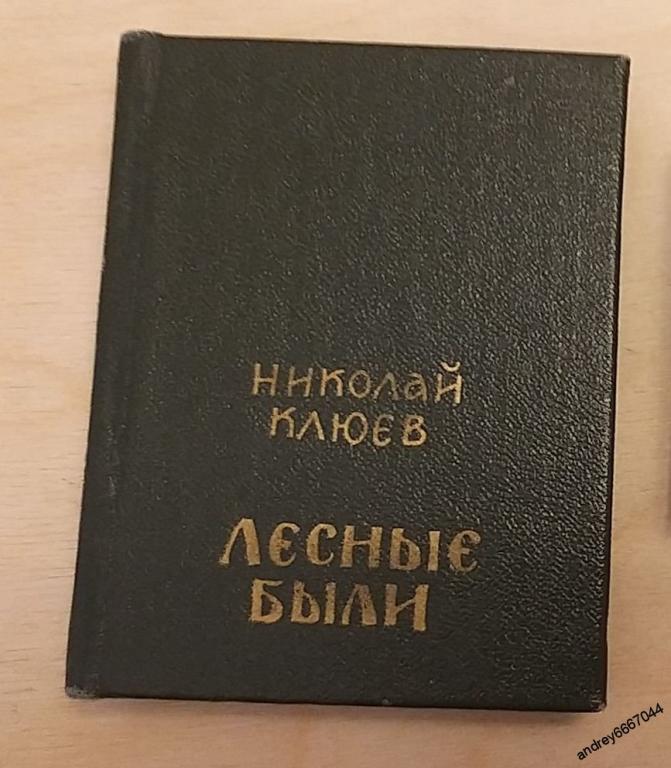 НИКОЛАЙ
КЛЮЕВ
ЛЕСНЫЕ
БЫЛИ
andrey6667044